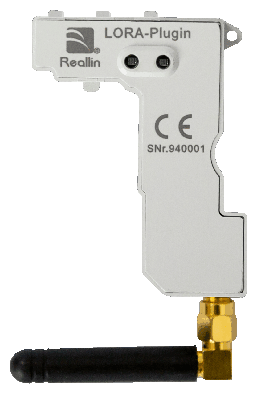 LORA-Plugin
®
Reallin
CE
SNr.940001